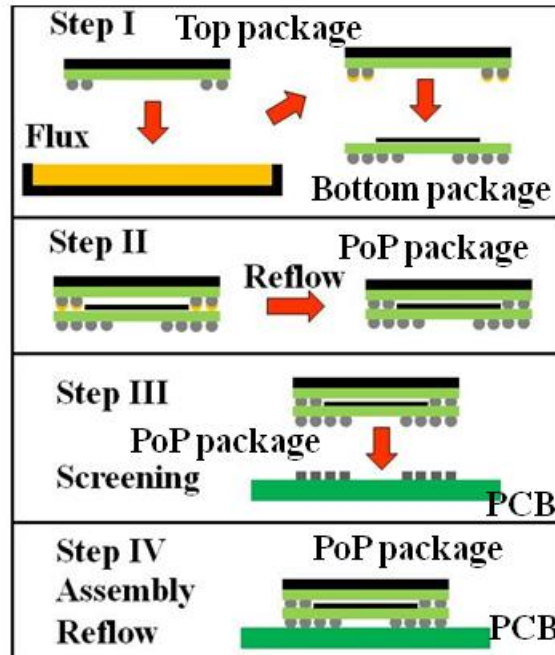 Step I
Top package
Flux
Bottom package
Step II
PoP package
Reflow
Step III
PoP package
Screening
PCB
Step IV
PoP package
Assembly
Reflow
PCB